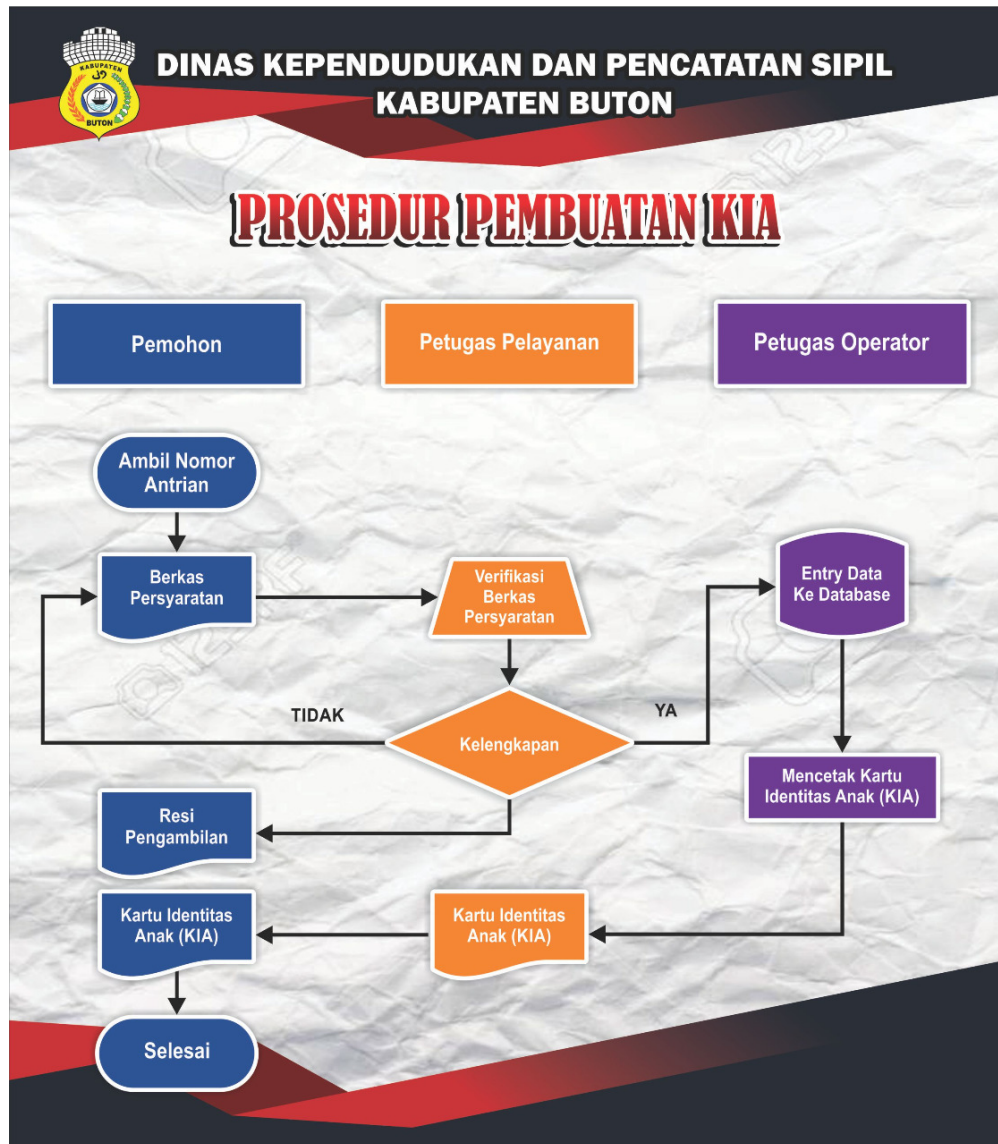 DINAS KEPENDUDUKAN DAN PENCATATAN SIPIL
KABUPATEN BUTON
KABUPATEN
BUTON
PROSEDUR PEMBUATAN KIA
Pemohon
Petugas Pelayanan
Petugas Operator
Ambil Nomor
Antrian
Berkas
Persyaratan
Verifikasi
Berkas
Persyaratan
Entry Data
Ke Database
TIDAK
Kelengkapan
YA
Mencetak Kartu
Identitas Anak (KIA)
Resi
Pengambilan
Kartu Identitas
Anak (KIA)
Kartu Identitas
Anak (KIA)
Selesai